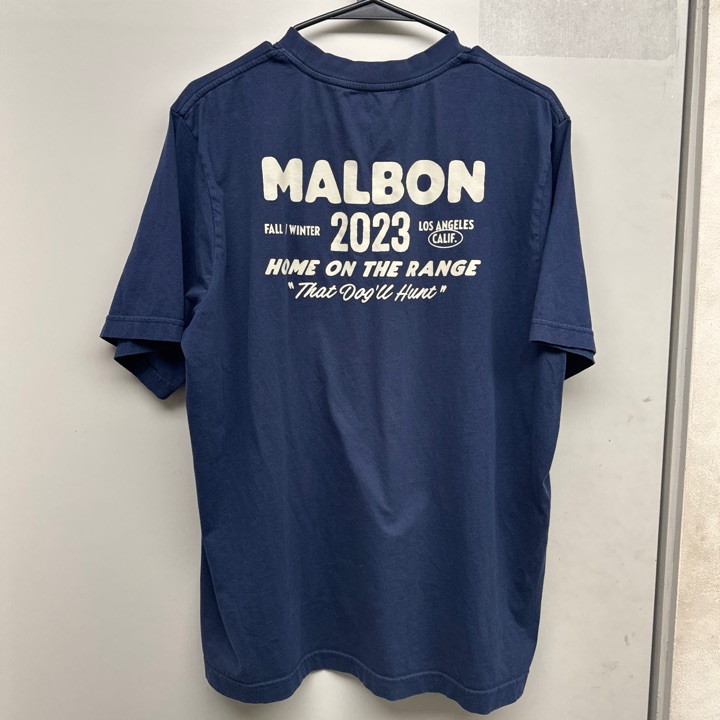 MALBON
FALL / WINTER 2023 LOS ANGELES CALIF.
HOME ON THE RANGE
"That Dog'll Hunt"